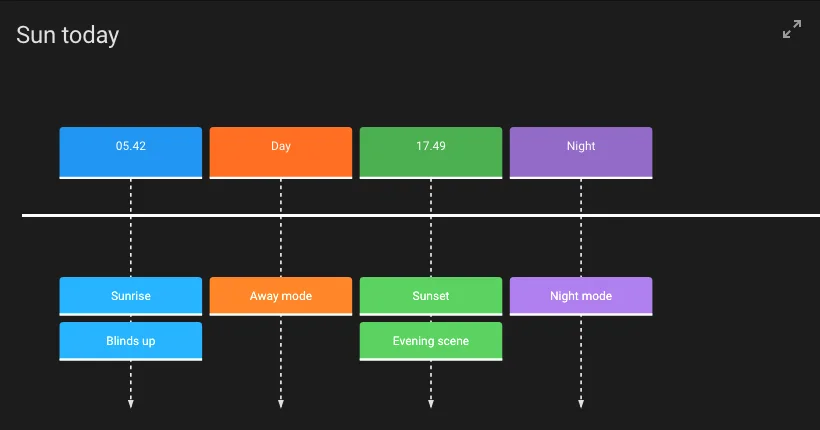 Sun today
05.42
Day
17.49
Night
Sunrise
Away mode
Sunset
Night mode
Blinds up
Evening scene